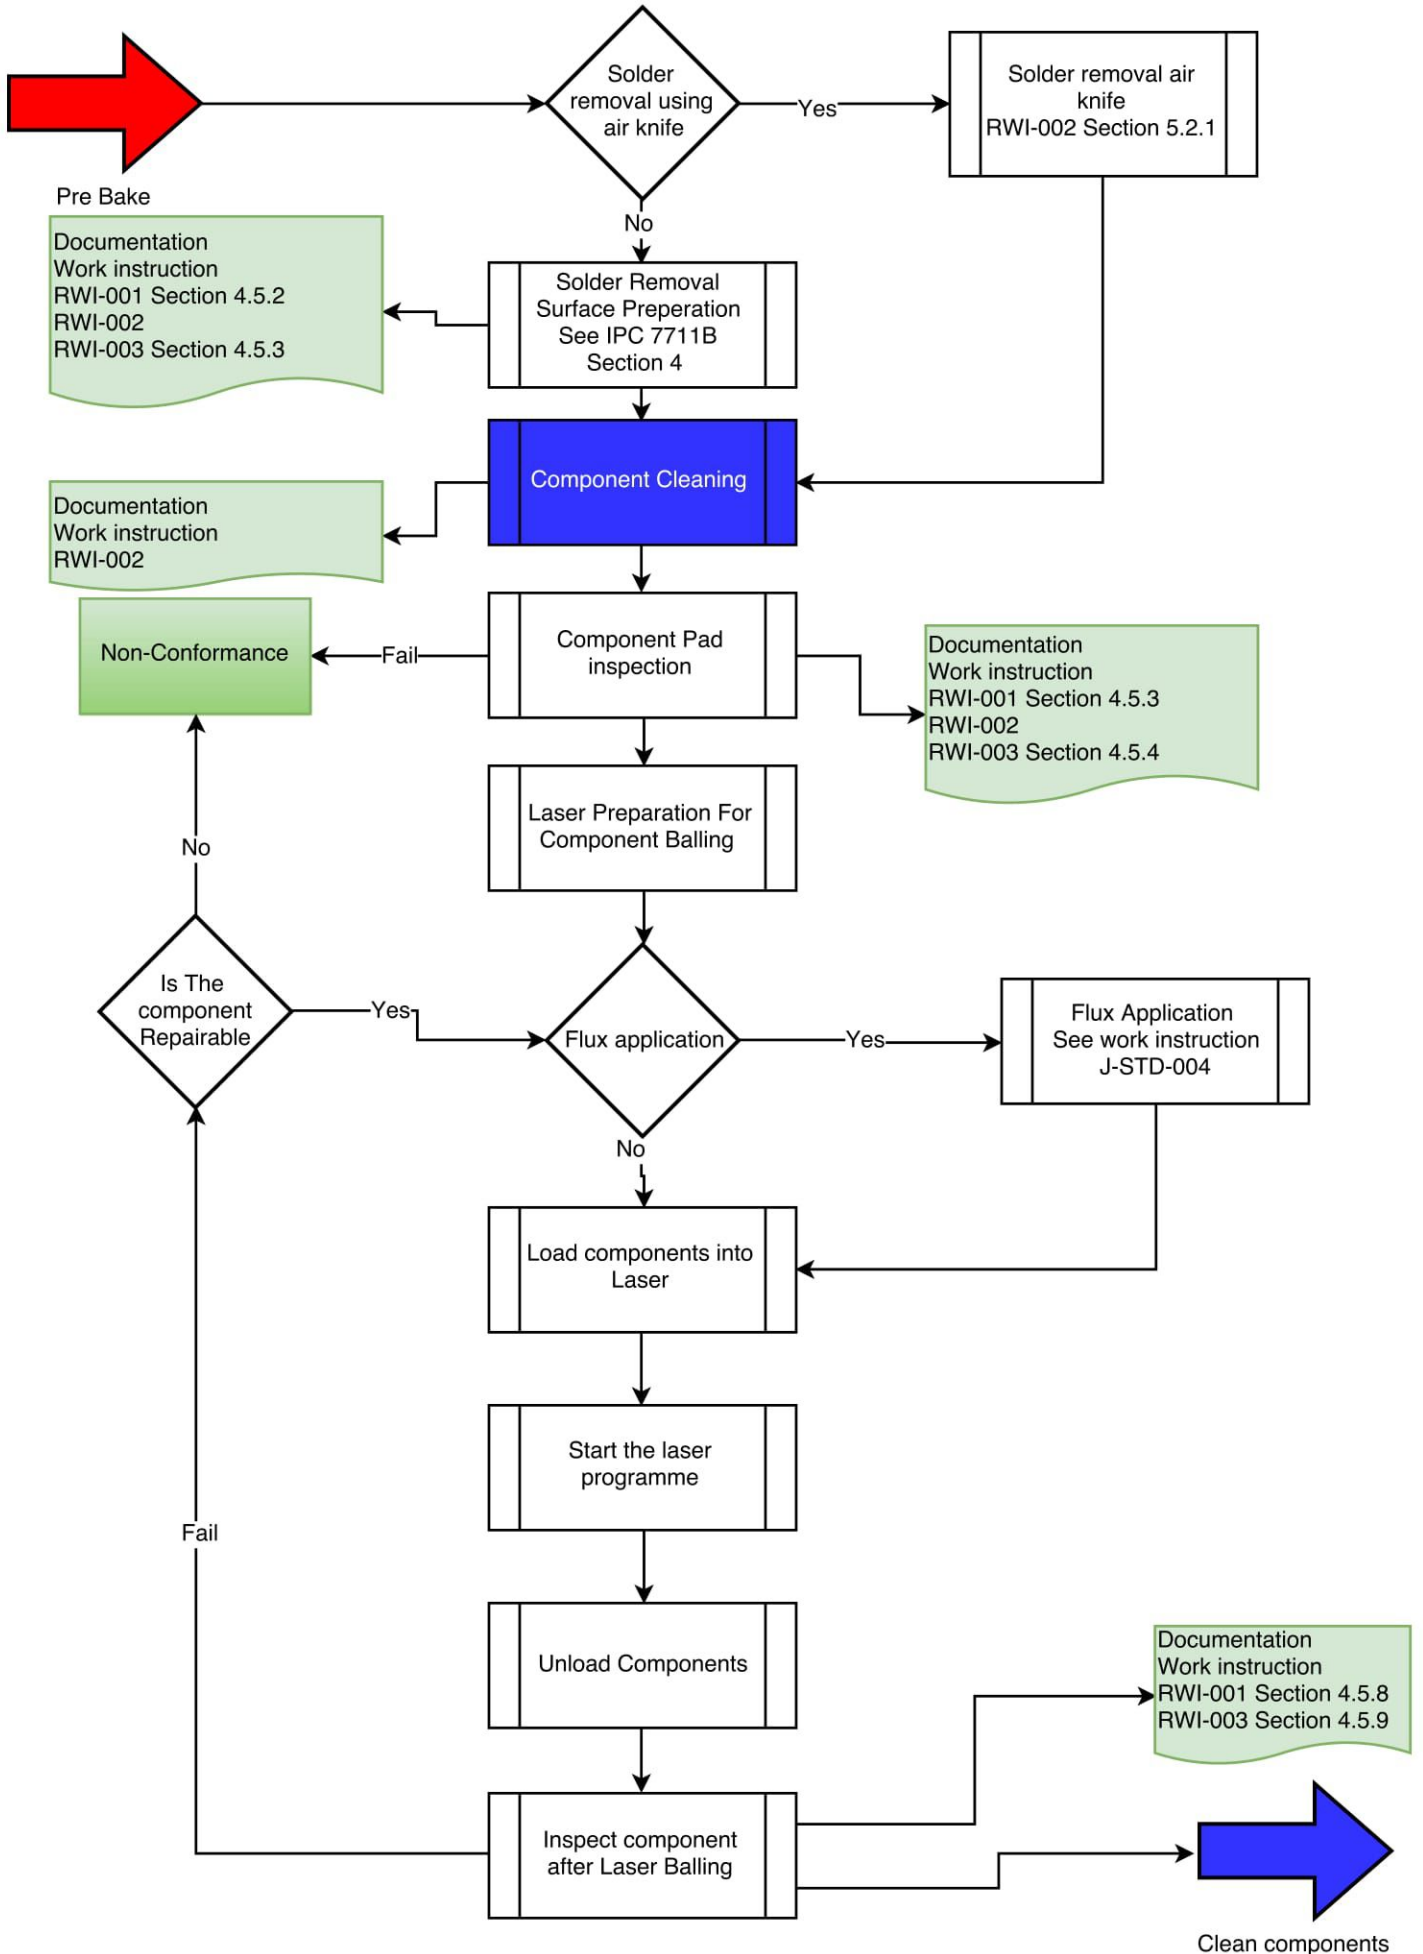 Solder
removal using
air knife
Yes
Solder removal air
knife
RWI-002 Section 5.2.1
Pre Bake
No
Documentation
Work instruction
RWI-001 Section 4.5.2
RWI-002
RWI-003 Section 4.5.3
Solder Removal
Surface Preperation
See IPC 7711B
Section 4
Component Cleaning
Documentation
Work instruction
RWI-002
Non-Conformance
Fail
Component Pad
inspection
Documentation
Work instruction
RWI-001 Section 4.5.3
RWI-002
RWI-003 Section 4.5.4
Laser Preparation For
Component Balling
No
Is The
component
Repairable
Yes
Flux application
Yes
Flux Application
See work instruction
J-STD-004
No
Load components into
Laser
Start the laser
programme
Fail
Unload Components
Documentation
Work instruction
RWI-001 Section 4.5.8
RWI-003 Section 4.5.9
Inspect component
after Laser Balling
Clean components